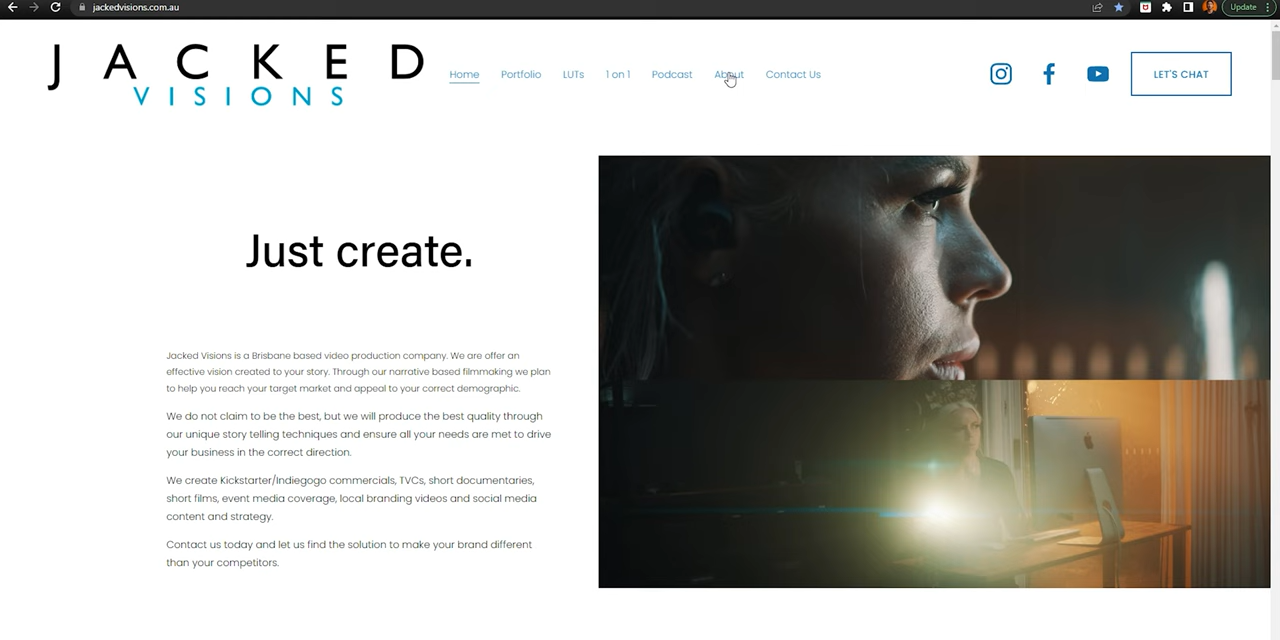 jackedvisions.com.au
Update
JACKED
VISIONS
Home
Portfolio
LUTs
1 on 1
Podcast
About
Contact Us
LET'S CHAT
Just create.
Jacked Visions is a Brisbane based video production company. We are offer an
effective vision created to your story. Through our narrative based filmmaking we plan
to help you reach your target market and appeal to your correct demographic.
We do not claim to be the best, but we will produce the best quality through
our unique story telling techniques and ensure all your needs are met to drive
your business in the correct direction.
We create Kickstarter/Indiegogo commercials, TVCs, short documentaries,
short films, event media coverage, local branding videos and social media
content and strategy.
Contact us today and let us find the solution to make your brand different
than your competitors.